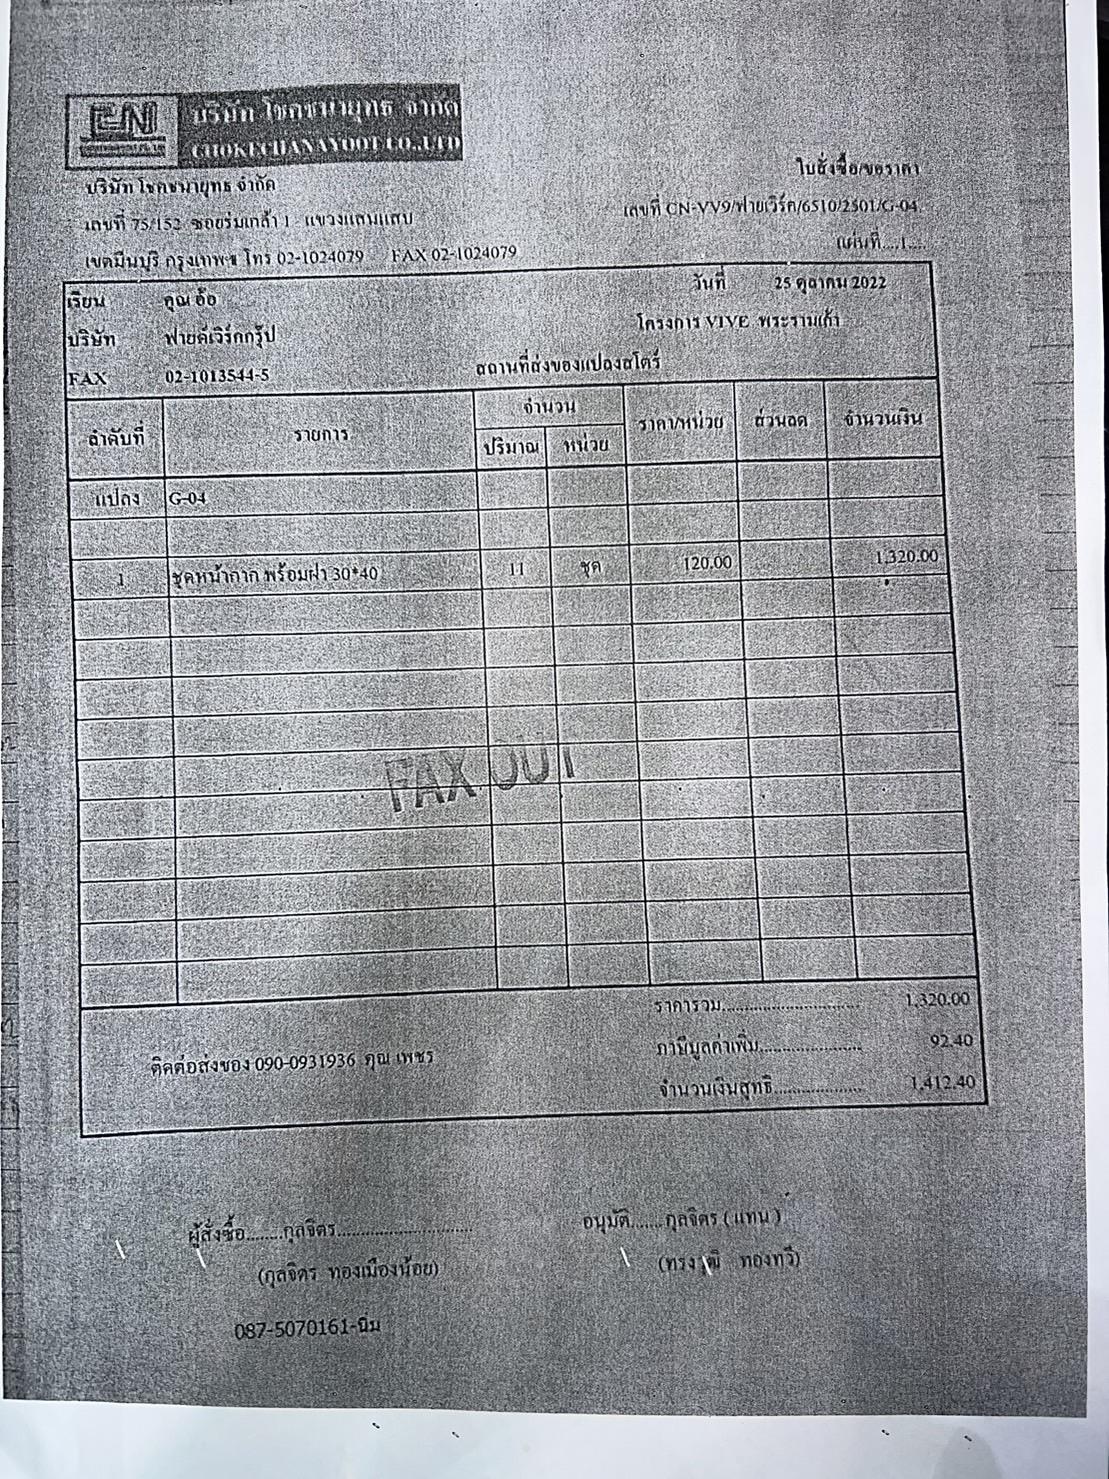 CN
บริษัท โชคชนายุทธ จำกัด
CHOKECHANAYOOT CO.,LTD
บริษัท โชคชนายุทธ จำกัด
ใบสั่งซื้อ/ขอราคา
เลขที่ 75/152 ซอยร่มเกล้า 1 แขวงแสนแสบ
เลขที่ CN-VV9/ฟายเวิร์ค/6510/2501/G-04
เขตมีนบุรี กรุงเทพฯ โทร 02-1024079 FAX 02-1024079
แผ่นที่....1....
เรียน คุณ อ้อ วันที่ 25 ตุลาคม 2022
บริษัท ฟายด์เวิร์กกรุ๊ป โครงการ VIVE พระรามเก้า
FAX 02-1013544-5 สถานที่ส่งของแปลงสโตร์
ลำดับที่ รายการ จำนวน ราคา/หน่วย ส่วนลด จำนวนเงิน
ปริมาณ หน่วย
แปลง G-04
1 ชุดหน้ากาก พร้อมฝา 30*40 11 ชุด 120.00 1,320.00
FAX OUT
ราคารวม.............................. 1,320.00
ภาษีมูลค่าเพิ่ม...................... 92.40
ติดต่อส่งของ 090-0931936 คุณ เพชร
จำนวนเงินสุทธิ.................... 1,412.40
ผู้สั่งซื้อ........กุลจิตร.............................. อนุมัติ.......กุลจิตร ( แทน )
(กุลจิตร ทองเมืองน้อย) (ทรงวุฒิ ทองทวี)
087-5070161-นิ่ม